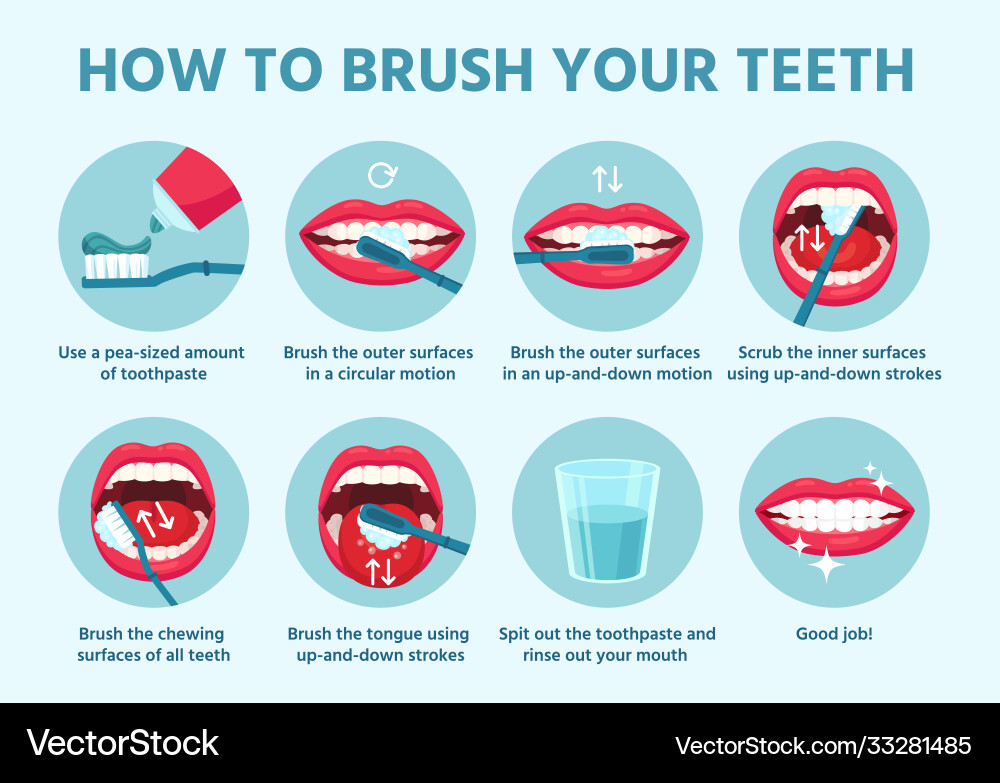 HOW TO BRUSH YOUR TEETH
Use a pea-sized amount
of toothpaste
Brush the outer surfaces
in a circular motion
Brush the outer surfaces
in an up-and-down motion
Scrub the inner surfaces
using up-and-down strokes
Brush the chewing
surfaces of all teeth
Brush the tongue using
up-and-down strokes
Spit out the toothpaste and
rinse out your mouth
Good job!
VectorStock
VectorStock.com/33281485